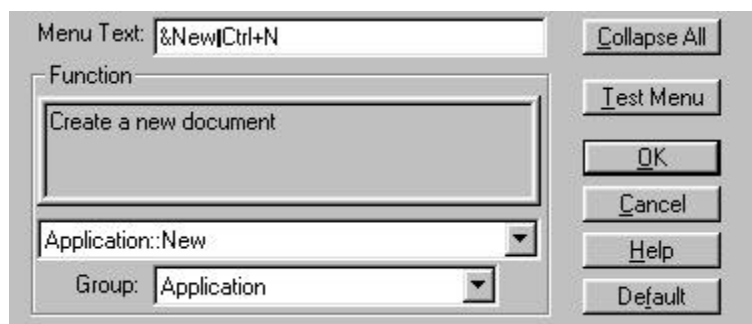 Menu Text: &New▌Ctrl+N
Collapse All
Function
Test Menu
Create a new document
OK
Cancel
Application::New
Help
Group: Application
Default